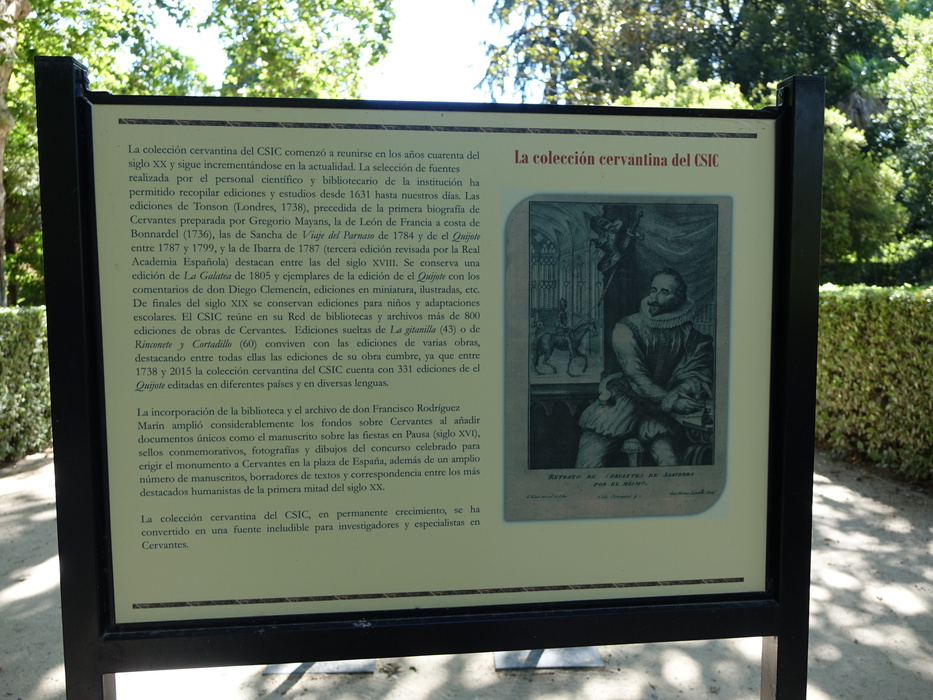 La colección cervantina del CSIC
La colección cervantina del CSIC comenzó a reunirse en los años cuarenta del
siglo XX y sigue incrementándose en la actualidad. La selección de fuentes
realizada por el personal científico y bibliotecario de la institución ha
permitido recopilar ediciones y estudios desde 1631 hasta nuestros días. Las
ediciones de Tonson (Londres, 1738), precedida de la primera biografía de
Cervantes preparada por Gregorio Mayans, la de León de Francia a costa de
Bonnardel (1736), las de Sancha de Viaje del Parnaso de 1784 y de el Quijote
entre 1787 y 1799, y la de Ibarra de 1787 (tercera edición revisada por la Real
Academia Española) destacan entre las del siglo XVIII. Se conserva una
edición de La Galatea de 1805 y ejemplares de la edición de el Quijote con los
comentarios de don Diego Clemencín, ediciones en miniatura, ilustradas, etc.
De finales del siglo XIX se conservan ediciones para niños y adaptaciones
escolares. El CSIC reúne en su Red de bibliotecas y archivos más de 800
ediciones de obras de Cervantes. Ediciones sueltas de La gitanilla (43) o de
Rinconete y Cortadillo (60) conviven con las ediciones de varias obras,
destacando entre todas ellas las ediciones de su obra cumbre, ya que entre
1738 y 2015 la colección cervantina del CSIC cuenta con 331 ediciones de el
Quijote editadas en diferentes países y en diversas lenguas.
La incorporación de la biblioteca y el archivo de don Francisco Rodríguez
Marín amplió considerablemente los fondos sobre Cervantes al añadir
documentos únicos como el manuscrito sobre las fiestas en Pausa (siglo XVI),
sellos conmemorativos, fotografías y dibujos del concurso celebrado para
erigir el monumento a Cervantes en la plaza de España, además de un amplio
número de manuscritos, borradores de textos y correspondencia entre los más
destacados humanistas de la primera mitad del siglo XX.
La colección cervantina del CSIC, en permanente crecimiento, se ha
convertido en una fuente ineludible para investigadores y especialistas en
Cervantes.
RETRATO DE CERVANTES DE SAAVEDRA
POR EL MISMO.